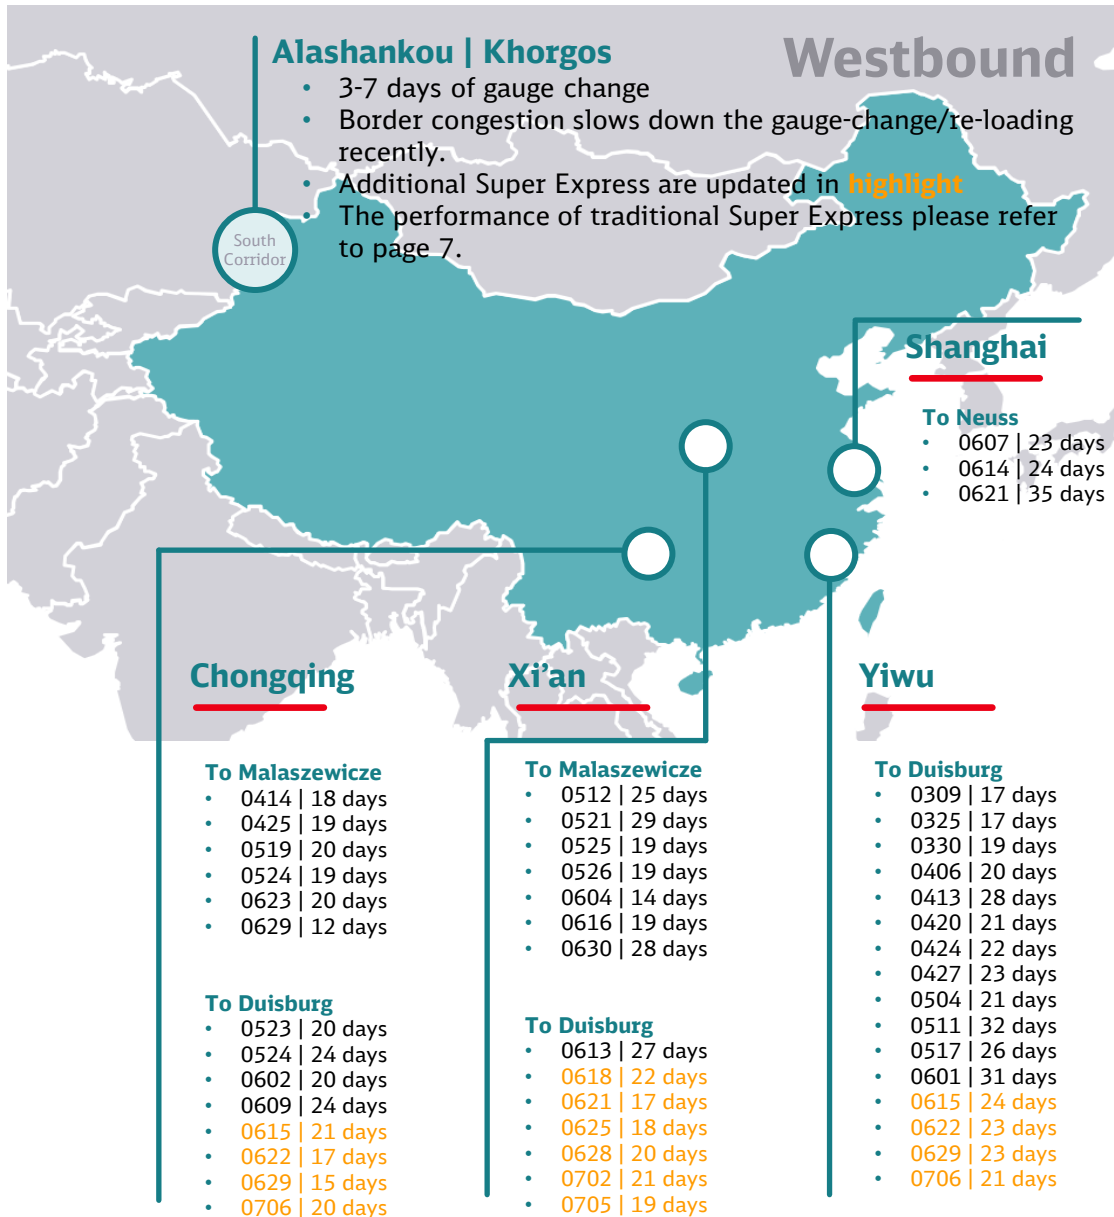 Westbound
Alashankou | Khorgos
• 3-7 days of gauge change
• Border congestion slows down the gauge-change/re-loading
recently.
• Additional Super Express are updated in highlight
• The performance of traditional Super Express please refer
to page 7.
South
Corridor
Shanghai
To Neuss
• 0607 | 23 days
• 0614 | 24 days
• 0621 | 35 days
Chongqing
To Malaszewicze
• 0414 | 18 days
• 0425 | 19 days
• 0519 | 20 days
• 0524 | 19 days
• 0623 | 20 days
• 0629 | 12 days
To Duisburg
• 0523 | 20 days
• 0524 | 24 days
• 0602 | 20 days
• 0609 | 24 days
• 0615 | 21 days
• 0622 | 17 days
• 0629 | 15 days
• 0706 | 20 days
Xi’an
To Malaszewicze
• 0512 | 25 days
• 0521 | 29 days
• 0525 | 19 days
• 0526 | 19 days
• 0604 | 14 days
• 0616 | 19 days
• 0630 | 28 days
To Duisburg
• 0613 | 27 days
• 0618 | 22 days
• 0621 | 17 days
• 0625 | 18 days
• 0628 | 20 days
• 0702 | 21 days
• 0705 | 19 days
Yiwu
To Duisburg
• 0309 | 17 days
• 0325 | 17 days
• 0330 | 19 days
• 0406 | 20 days
• 0413 | 28 days
• 0420 | 21 days
• 0424 | 22 days
• 0427 | 23 days
• 0504 | 21 days
• 0511 | 32 days
• 0517 | 26 days
• 0601 | 31 days
• 0615 | 24 days
• 0622 | 23 days
• 0629 | 23 days
• 0706 | 21 days